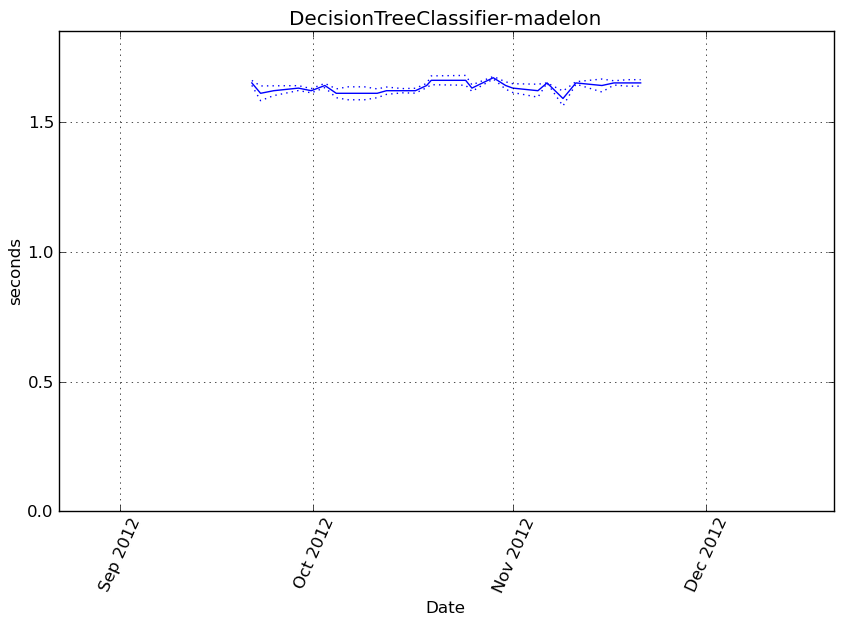 DecisionTreeClassifier-madelon
1.5
1.0
0.5
0.0
seconds
Sep 2012
Oct 2012
Nov 2012
Dec 2012
Date